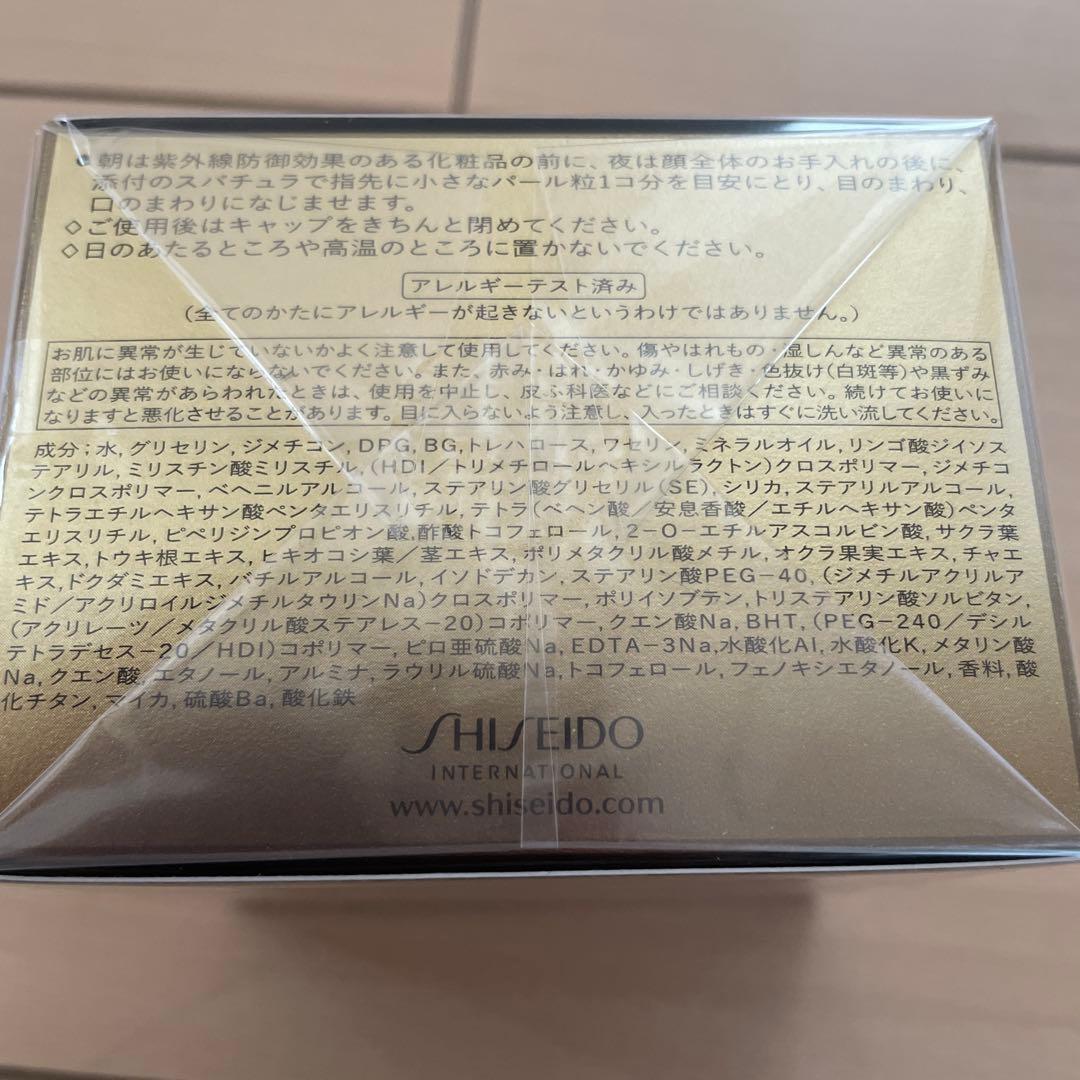 ●朝は紫外線防御効果のある化粧品の前に、夜は顔全体のお手入れの後に、
添付のスパチュラで指先に小さなパール粒1コ分を目安にとり、目のまわり、
口のまわりになじませます。
◇ご使用後はキャップをきちんと閉めてください。
◇日のあたるところや高温のところに置かないでください。
アレルギーテスト済み
(全てのかたにアレルギーが起きないというわけではありません。)
お肌に異常が生じていないかよく注意して使用してください。傷やはれもの・湿しんなど異常のある
部位にはお使いにならないでください。また、赤み・はれ・かゆみ・しげき・色抜け(白斑等)や黒ずみ
などの異常があらわれたときは、使用を中止し、皮ふ科医などにご相談ください。続けてお使いに
なりますと悪化させることがあります。目に入らないよう注意し、入ったときはすぐに洗い流してください。
成分;水,グリセリン,ジメチコン,DPG,BG,トレハロース,ワセリン,ミネラルオイル,リンゴ酸ジイソス
テアリル,ミリスチン酸ミリスチル,(HDI/トリメチロールヘキシルラクトン)クロスポリマー,ジメチコ
ンクロスポリマー,ベヘニルアルコール,ステアリン酸グリセリル(SE),シリカ,ステアリルアルコール,
テトラエチルヘキサン酸ペンタエリスリチル,テトラ(ベヘン酸/安息香酸/エチルヘキサン酸)ペンタ
エリスリチル,ピペリジンプロピオン酸,酢酸トコフェロール,2-O-エチルアスコルビン酸,サクラ葉
エキス,トウキ根エキス,ヒキオコシ葉/茎エキス,ポリメタクリル酸メチル,オクラ果実エキス,チャエ
キス,ドクダミエキス,バチルアルコール,イソドデカン,ステアリン酸PEG-40,(ジメチルアクリルア
ミド/アクリロイルジメチルタウリンNa)クロスポリマー,ポリイソブテン,トリステアリン酸ソルビタン,
(アクリレーツ/メタクリル酸ステアレス-20)コポリマー,クエン酸Na,BHT,(PEG-240/デシル
テトラデセス-20/HDI)コポリマー,ピロ亜硫酸Na,EDTA-3Na,水酸化Al,水酸化K,メタリン酸
Na,クエン酸,エタノール,アルミナ,ラウリル硫酸Na,トコフェロール,フェノキシエタノール,香料,酸
化チタン,マイカ,硫酸Ba,酸化鉄
SHISEIDO
INTERNATIONAL
www.shiseido.com